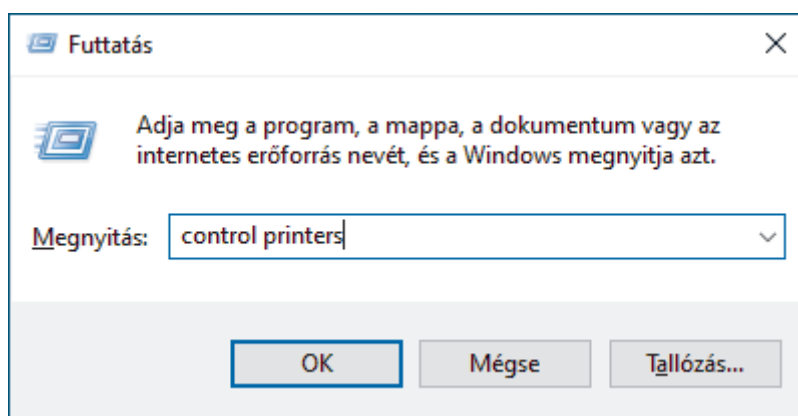 Futtatás
Adja meg a program, a mappa, a dokumentum vagy az
internetes erőforrás nevét, és a Windows megnyitja azt.
Megnyitás: control printers
OK Mégse Tallózás...